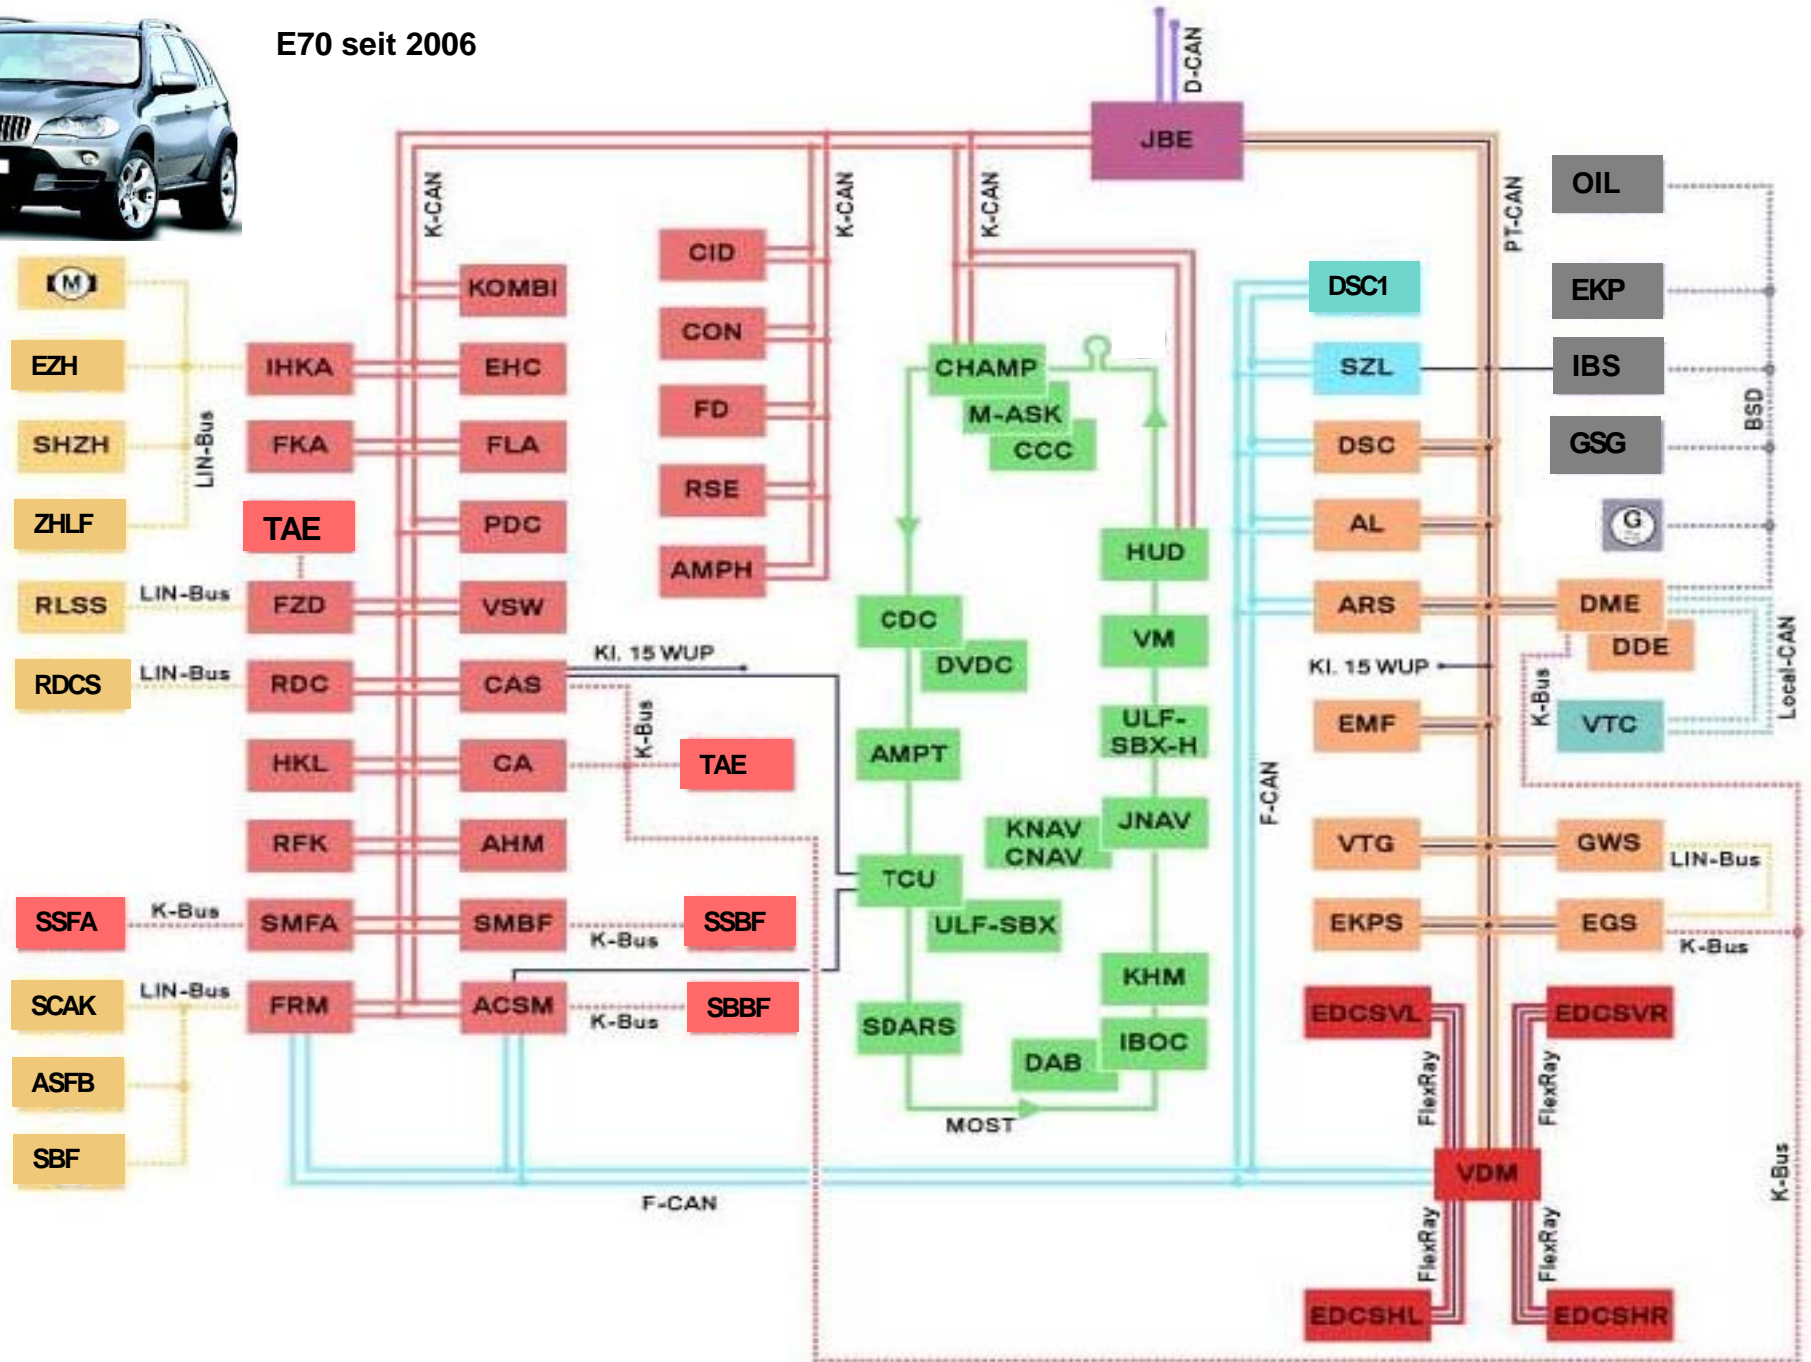 E70 seit 2006
D-CAN
JBE
K-CAN
K-CAN
K-CAN
PT-CAN
OIL
CID
KOMBI
M
DSC1
EKP
CON
EZH
IHKA
EHC
CHAMP
SZL
IBS
FD
M-ASK
BSD
LIN-Bus
SHZH
FKA
FLA
CCC
DSC
GSG
RSE
ZHLF
TAE
PDC
AL
G
HUD
AMPH
RLSS
LIN-Bus
FZD
VSW
CDC
ARS
DME
VM
DVDC
DDE
Kl. 15 WUP
Kl. 15 WUP
RDCS
LIN-Bus
RDC
CAS
K-Bus
K-Bus
Local-CAN
ULF-
SBX-H
EMF
VTC
AMPT
HKL
CA
TAE
F-CAN
JNAV
KNAV
CNAV
RFK
AHM
VTG
GWS
LIN-Bus
TCU
SSFA
K-Bus
SMFA
SMBF
K-Bus
SSBF
ULF-SBX
EKPS
EGS
K-Bus
KHM
SCAK
LIN-Bus
FRM
ACSM
K-Bus
SBBF
EDCSVL
EDCSVR
SDARS
IBOC
DAB
ASFB
FlexRay
FlexRay
MOST
SBF
VDM
K-Bus
F-CAN
FlexRay
FlexRay
EDCSHL
EDCSHR